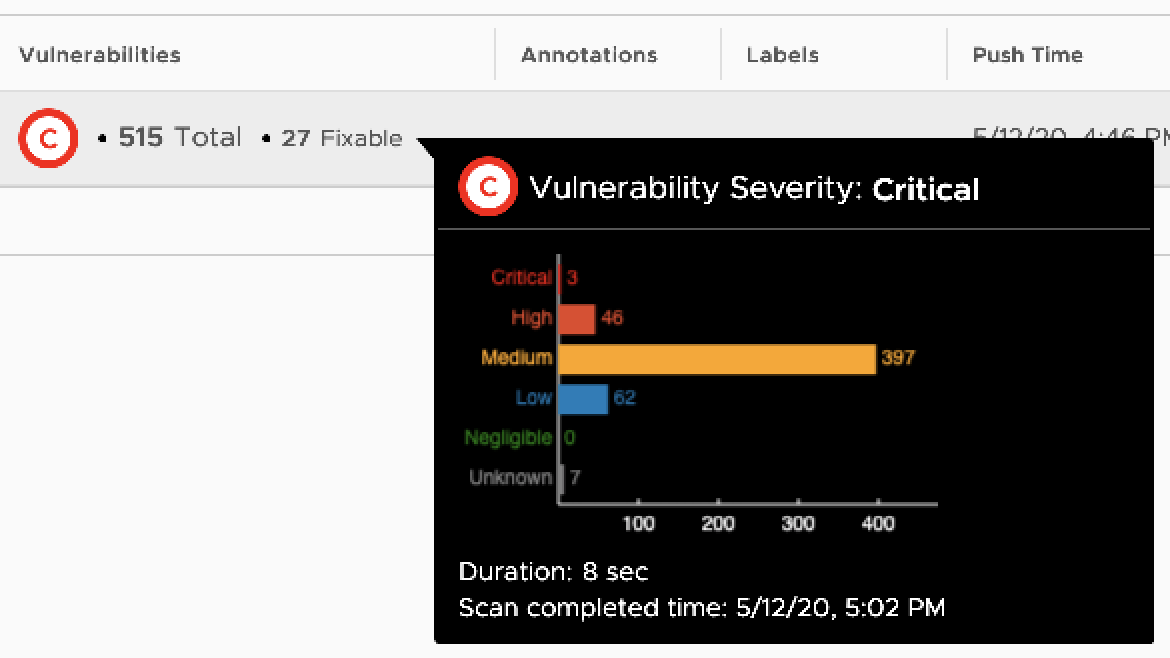 Vulnerabilities Annotations Labels Push Time
C • 515 Total • 27 Fixable 5/12/20, 4:46 PM
C Vulnerability Severity: Critical
Critical 3
High 46
Medium 397
Low 62
Negligible 0
Unknown 7
100 200 300 400
Duration: 8 sec
Scan completed time: 5/12/20, 5:02 PM